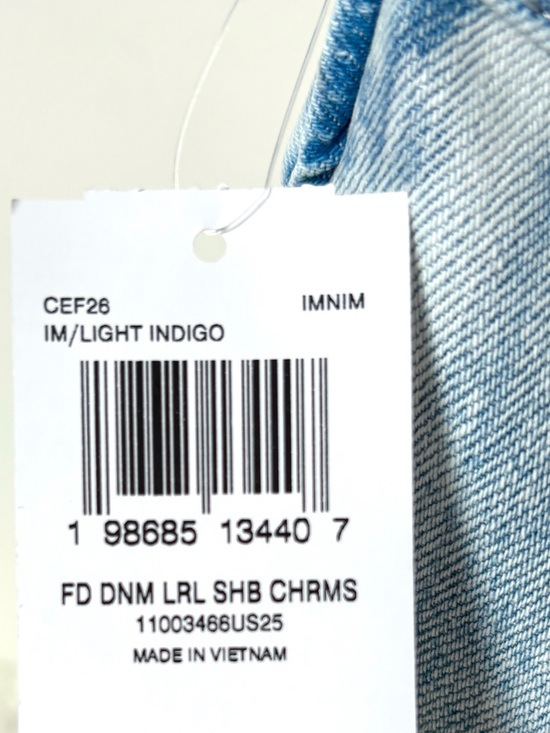 CEF26 IMNIM
IM/LIGHT INDIGO
1 98685 13440 7
FD DNM LRL SHB CHRMS
11003466US25
MADE IN VIETNAM